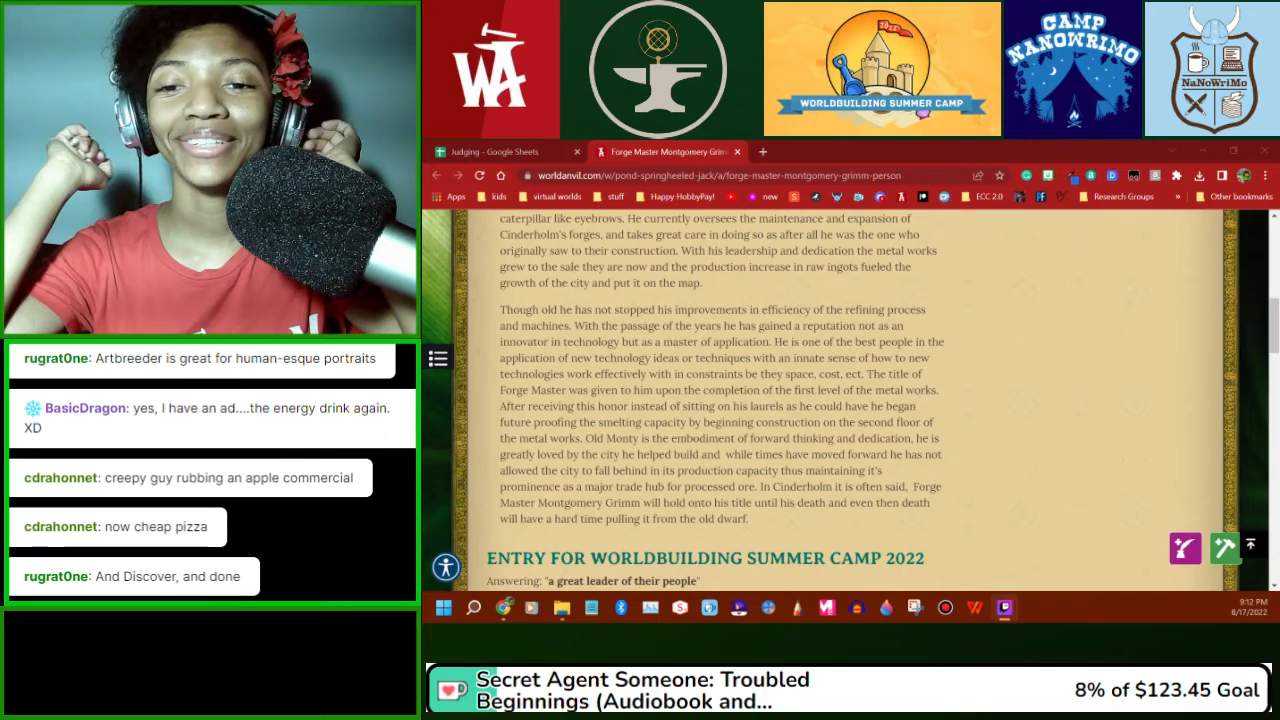 WA
2022
WORLDBUILDING SUMMER CAMP
CAMP
NANOWRIMO
NaNoWriMo
Judging - Google Sheets
Forge Master Montgomery Grim
worldanvil.com/w/pond-springheeled-jack/a/forge-master-montgomery-grimm-person
Apps
kids
virtual worlds
stuff
Happy HobbyPay!
new
ECC 2.0
Research Groups
»
Other bookmarks
caterpillar like eyebrows. He currently oversees the maintenance and expansion of
Cinderholm's forges, and takes great care in doing so as after all he was the one who
originally saw to their construction. With his leadership and dedication the metal works
grew to the sale they are now and the production increase in raw ingots fueled the
growth of the city and put it on the map.
Though old he has not stopped his improvements in efficiency of the refining process
and machines. With the passage of the years he has gained a reputation not as an
innovator in technology but as a master of application. He is one of the best people in the
application of new technology ideas or techniques with an innate sense of how to new
technologies work effectively with in constraints be they space, cost, ect. The title of
Forge Master was given to him upon the completion of the first level of the metal works.
After receiving this honor instead of sitting on his laurels as he could have he began
future proofing the smelting capacity by beginning construction on the second floor of
the metal works. Old Monty is the embodiment of forward thinking and dedication, he is
greatly loved by the city he helped build and while times have moved forward he has not
allowed the city to fall behind in its production capacity thus maintaining it's
prominence as a major trade hub for processed ore. In Cinderholm it is often said, Forge
Master Montgomery Grimm will hold onto his title until his death and even then death
will have a hard time pulling it from the old dwarf.
ENTRY FOR WORLDBUILDING SUMMER CAMP 2022
Answering: "a great leader of their people"
9:12 PM
8/17/2022
rugrat0ne: Artbreeder is great for human-esque portraits
BasicDragon: yes, I have an ad....the energy drink again.
XD
cdrahonnet: creepy guy rubbing an apple commercial
cdrahonnet: now cheap pizza
rugrat0ne: And Discover, and done
Secret Agent Someone: Troubled
Beginnings (Audiobook and...
8% of $123.45 Goal